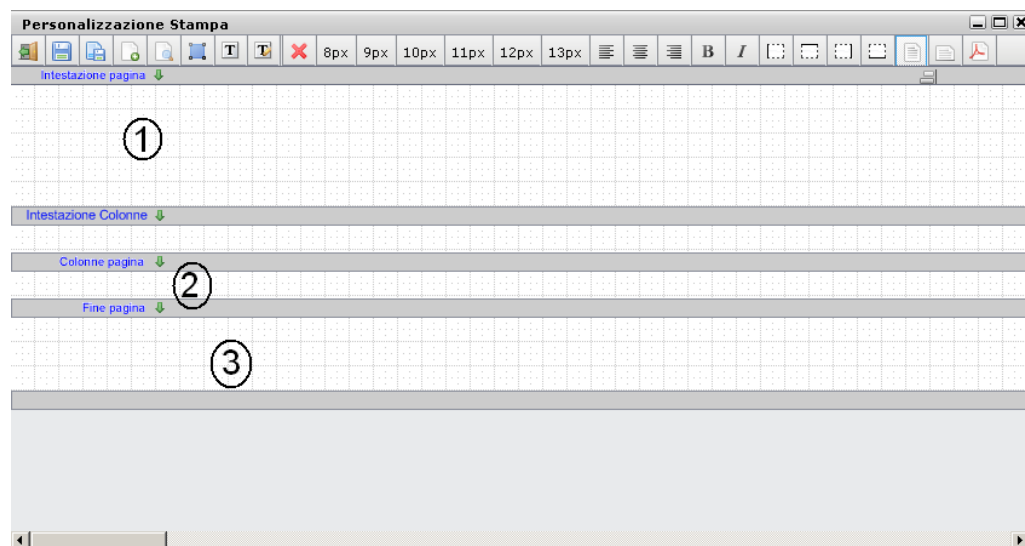 Personalizzazione Stampa
T T 8px 9px 10px 11px 12px 13px B I
Intestazione pagina
1
Intestazione Colonne
Colonne pagina
2
Fine pagina
3